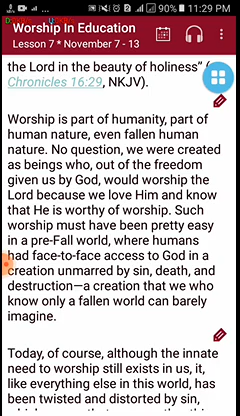 90% 11:29 PM
Worship In Education
Lesson 7 * November 7 - 13
the Lord in the beauty of holiness" (
Chronicles 16:29, NKJV).
Worship is part of humanity, part of
human nature, even fallen human
nature. No question, we were created
as beings who, out of the freedom
given us by God, would worship the
Lord because we love Him and know
that He is worthy of worship. Such
worship must have been pretty easy
in a pre-Fall world, where humans
had face-to-face access to God in a
creation unmarred by sin, death, and
destruction—a creation that we who
know only a fallen world can barely
imagine.
Today, of course, although the innate
need to worship still exists in us, it,
like everything else in this world, has
been twisted and distorted by sin,